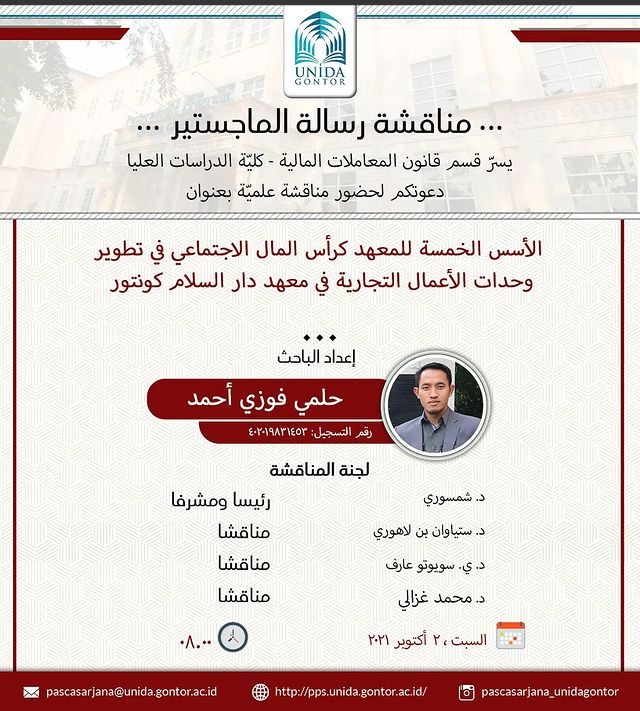 UNIDA
GONTOR
... مناقشة رسالة الماجستير ...
يسرّ قسم قانون المعاملات المالية - كليّة الدراسات العليا
دعوتكم لحضور مناقشة علميّة بعنوان
الأسس الخمسة للمعهد كرأس المال الاجتماعي في تطوير
وحدات الأعمال التجارية في معهد دار السلام كونتور
إعداد الباحث
حلمي فوزي أحمد
رقم التسجيل: ٤٠٢٠١٩٨٣١٤٥٣
لجنة المناقشة
د. شمسوري رئيسا ومشرفا
د. ستياوان بن لاهوري مناقشا
د. ي. سويوتو عارف مناقشا
د. محمد غزالي مناقشا
السبت ، ٢ أكتوبر ٢٠٢١ ٠٨.٠٠
pascasarjana@unida.gontor.ac.id http://pps.unida.gontor.ac.id/ pascasarjana_unidagontor